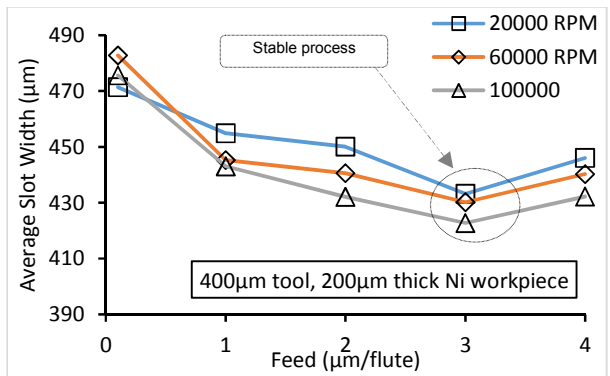 490
470
450
430
410
390
Average Slot Width (µm)
Stable process
20000 RPM
60000 RPM
100000
400µm tool, 200µm thick Ni workpiece
0 1 2 3 4
Feed (µm/flute)